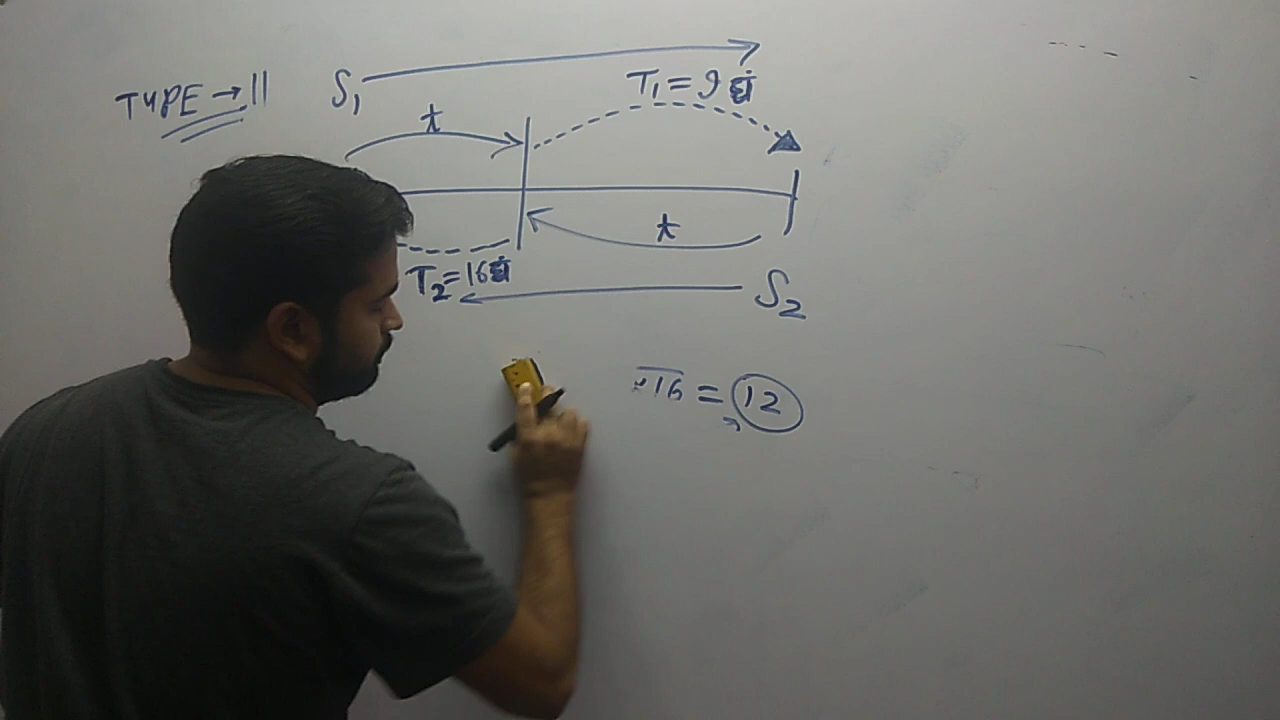 TYPE → 11
S1
t
T1 = 9
t
T2 = 16
S2
16 = 12